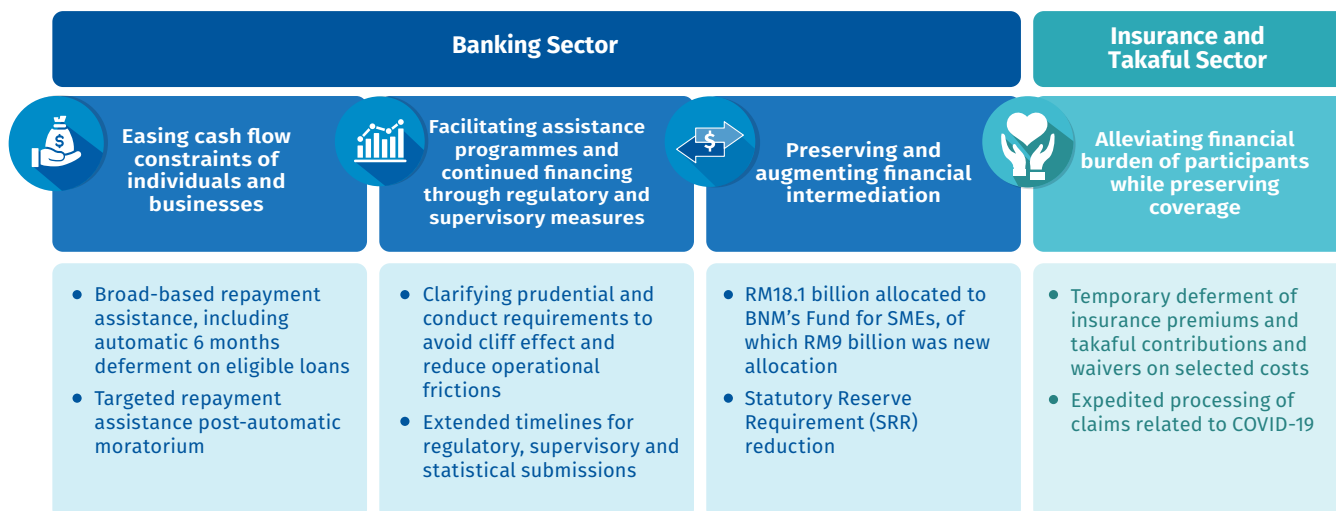 Banking Sector
Insurance and
Takaful Sector
$
Easing cash flow
constraints of
individuals and
businesses
Facilitating assistance
programmes and
continued financing
through regulatory and
supervisory measures
$
Preserving and
augmenting financial
intermediation
Alleviating financial
burden of participants
while preserving
coverage
• Broad-based repayment
assistance, including
automatic 6 months
deferment on eligible loans
• Targeted repayment
assistance post-automatic
moratorium
• Clarifying prudential and
conduct requirements to
avoid cliff effect and
reduce operational
frictions
• Extended timelines for
regulatory, supervisory and
statistical submissions
• RM18.1 billion allocated to
BNM’s Fund for SMEs, of
which RM9 billion was new
allocation
• Statutory Reserve
Requirement (SRR)
reduction
• Temporary deferment of
insurance premiums and
takaful contributions and
waivers on selected costs
• Expedited processing of
claims related to COVID-19